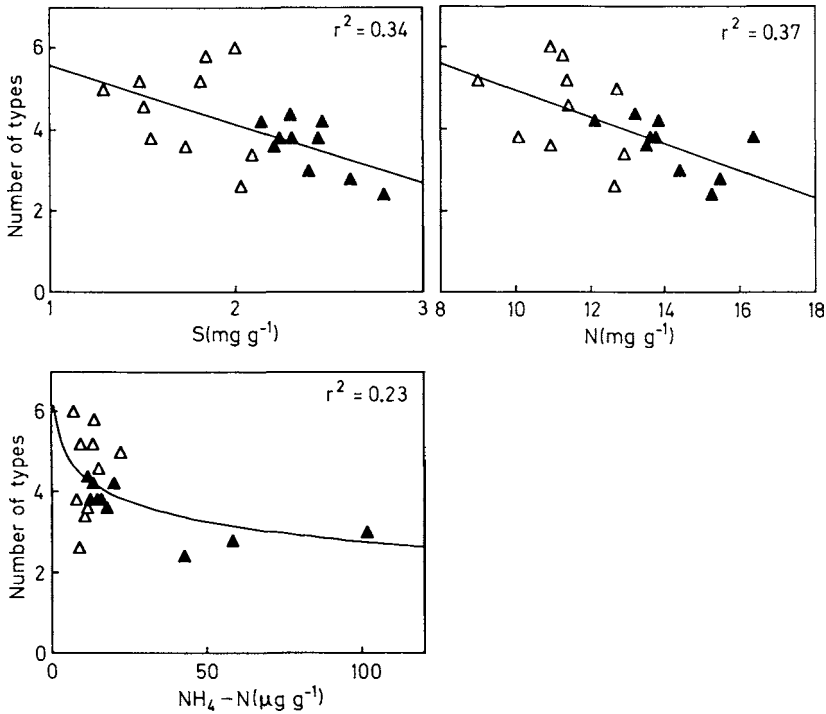 r² = 0.34
Number of types
6
4
2
0
1
2
3
S(mg g⁻¹)
r² = 0.37
8
10
12
14
16
18
N(mg g⁻¹)
r² = 0.23
Number of types
6
4
2
0
0
50
100
NH₄-N(μg g⁻¹)